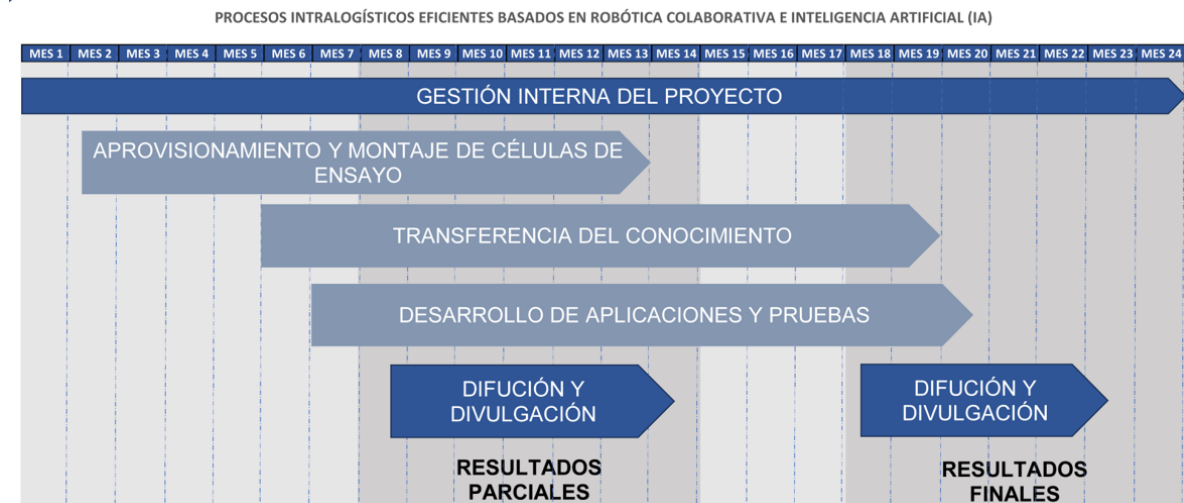 PROCESOS INTRALOGÍSTICOS EFICIENTES BASADOS EN ROBÓTICA COLABORATIVA E INTELIGENCIA ARTIFICIAL (IA)
MES 1 MES 2 MES 3 MES 4 MES 5 MES 6 MES 7 MES 8 MES 9 MES 10 MES 11 MES 12 MES 13 MES 14 MES 15 MES 16 MES 17 MES 18 MES 19 MES 20 MES 21 MES 22 MES 23 MES 24
GESTIÓN INTERNA DEL PROYECTO
APROVISIONAMIENTO Y MONTAJE DE CÉLULAS DE
ENSAYO
TRANSFERENCIA DEL CONOCIMIENTO
DESARROLLO DE APLICACIONES Y PRUEBAS
DIFUCIÓN Y
DIVULGACIÓN
DIFUCIÓN Y
DIVULGACIÓN
RESULTADOS
PARCIALES
RESULTADOS
FINALES